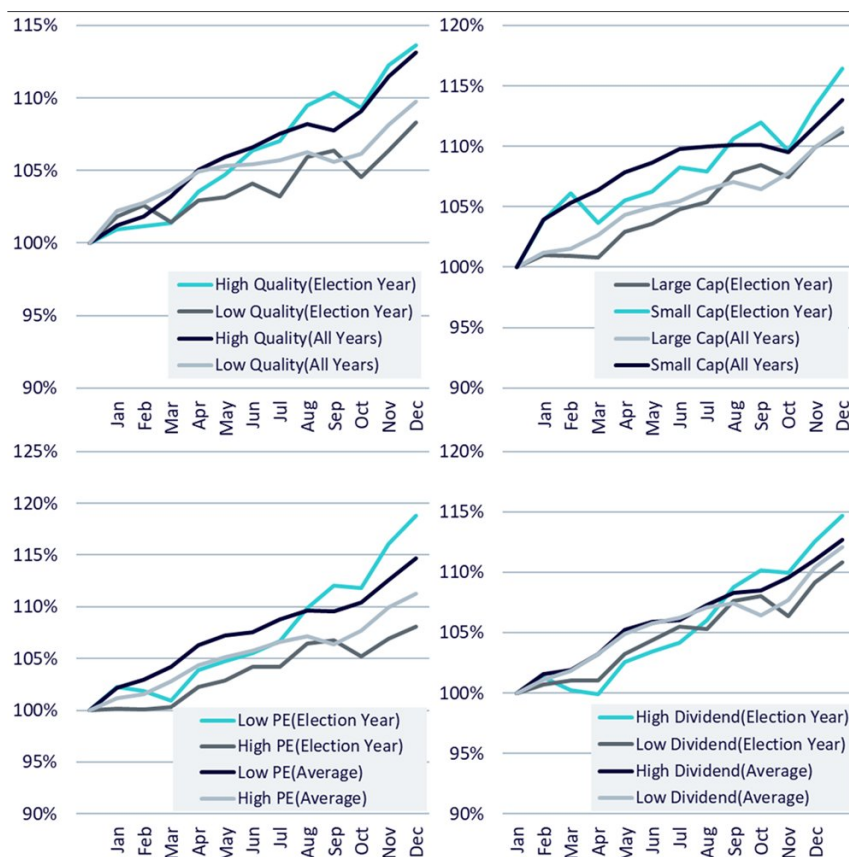 115%
110%
105%
100%
95%
90%
High Quality(Election Year)
Low Quality(Election Year)
High Quality(All Years)
Low Quality(All Years)
Jan
Feb
Mar
Apr
May
Jun
Jul
Aug
Sep
Oct
Nov
Dec
120%
115%
110%
105%
100%
95%
90%
Large Cap(Election Year)
Small Cap(Election Year)
Large Cap(All Years)
Small Cap(All Years)
Jan
Feb
Mar
Apr
May
Jun
Jul
Aug
Sep
Oct
Nov
Dec
125%
120%
115%
110%
105%
100%
95%
90%
Low PE(Election Year)
High PE(Election Year)
Low PE(Average)
High PE(Average)
Jan
Feb
Mar
Apr
May
Jun
Jul
Aug
Sep
Oct
Nov
Dec
120%
115%
110%
105%
100%
95%
90%
High Dividend(Election Year)
Low Dividend(Election Year)
High Dividend(Average)
Low Dividend(Average)
Jan
Jan
Feb
Mar
Apr
May
Jun
Jul
Aug
Sep
Oct
Nov
Dec